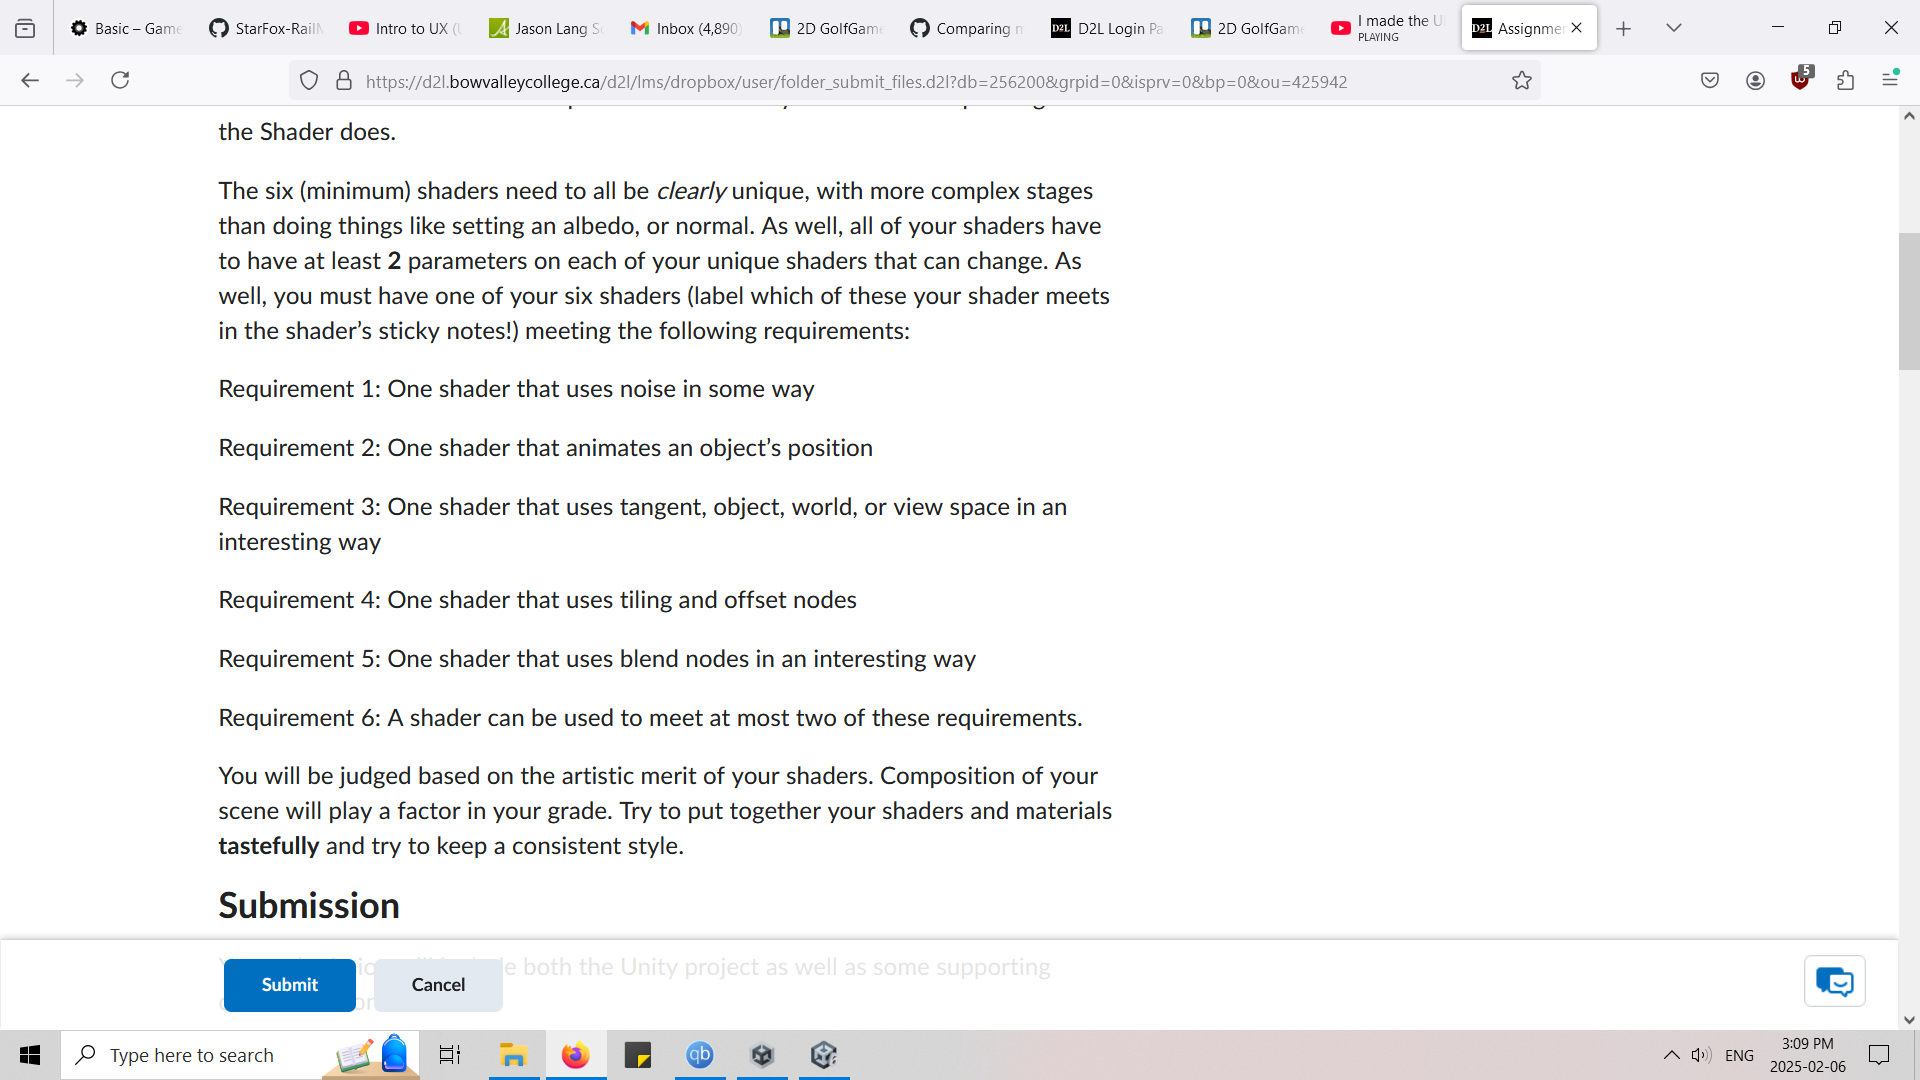 Basic – Game
StarFox-RailM
Intro to UX (
Jason Lang Sc
Inbox (4,890)
2D GolfGame
Comparing
D2L Login Pa
2D GolfGame
I made the U
PLAYING
Assignmen
https://d2l.bowvalleycollege.ca/d2l/lms/dropbox/user/folder_submit_files.d2l?db=256200&grpid=0&isprv=0&bp=0&ou=425942
5
the Shader does.
The six (minimum) shaders need to all be clearly unique, with more complex stages
than doing things like setting an albedo, or normal. As well, all of your shaders have
to have at least 2 parameters on each of your unique shaders that can change. As
well, you must have one of your six shaders (label which of these your shader meets
in the shader’s sticky notes!) meeting the following requirements:
Requirement 1: One shader that uses noise in some way
Requirement 2: One shader that animates an object’s position
Requirement 3: One shader that uses tangent, object, world, or view space in an
interesting way
Requirement 4: One shader that uses tiling and offset nodes
Requirement 5: One shader that uses blend nodes in an interesting way
Requirement 6: A shader can be used to meet at most two of these requirements.
You will be judged based on the artistic merit of your shaders. Composition of your
scene will play a factor in your grade. Try to put together your shaders and materials
tastefully and try to keep a consistent style.
Submission
both the Unity project as well as some supporting
Submit
Cancel
Type here to search
qb
ENG
3:09 PM
2025-02-06